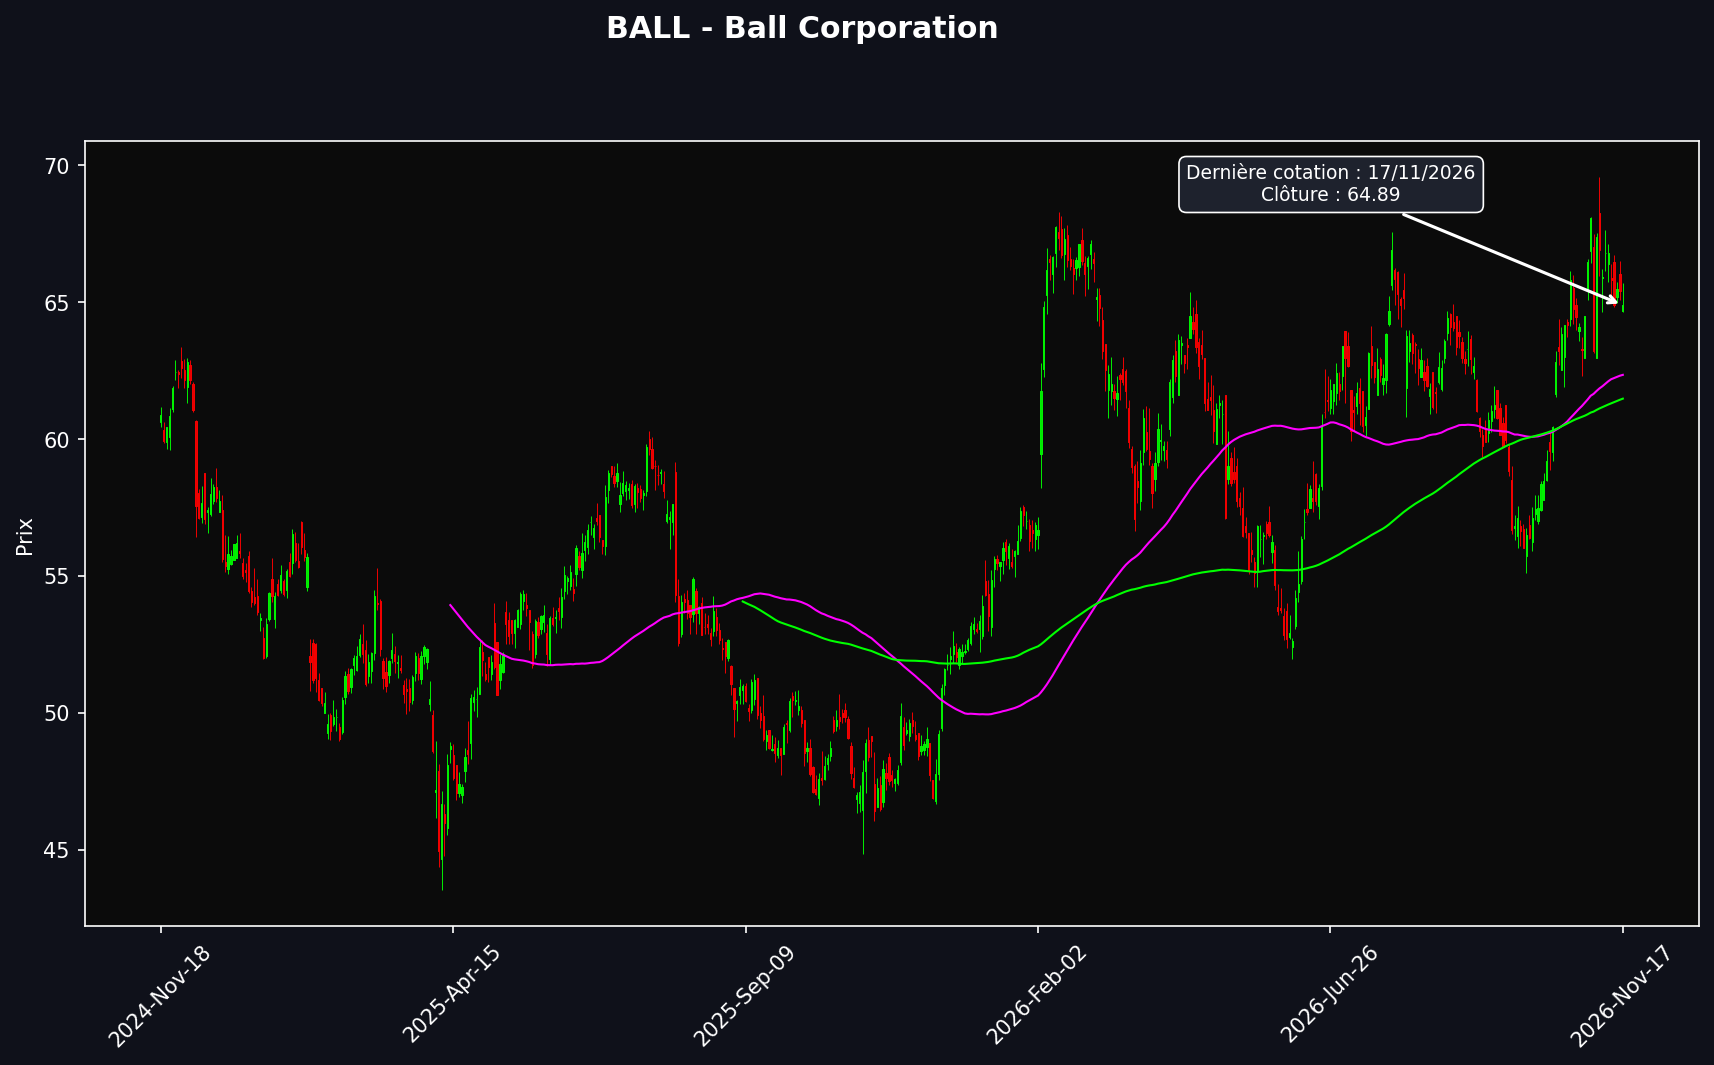 BALL - Ball Corporation
Dernière cotation : 17/11/2026
Clôture : 64.89
Prix
70
65
60
55
50
45
2024-Nov-18
2025-Apr-15
2025-Sep-09
2026-Feb-02
2026-Jun-26
2026-Nov-17